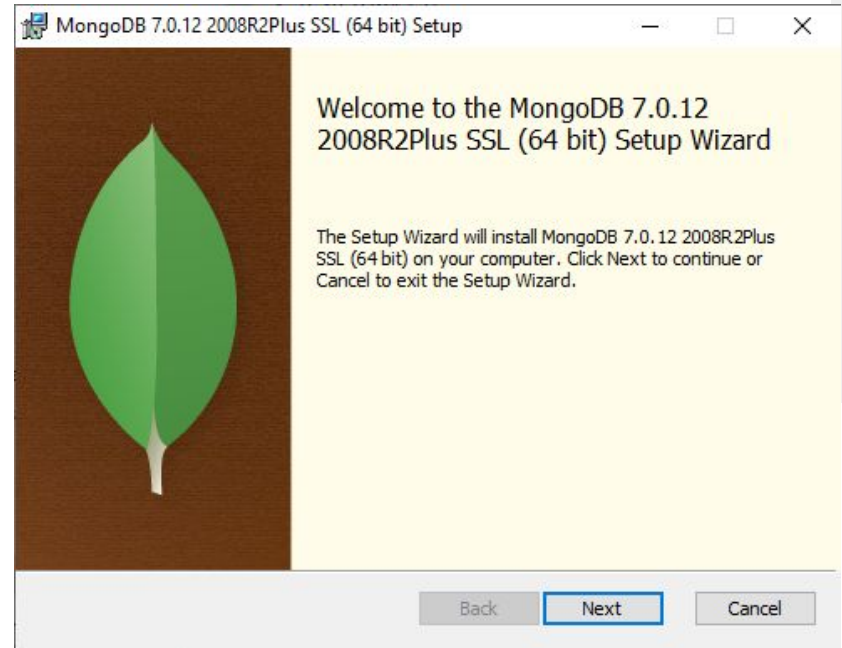 MongoDB 7.0.12 2008R2Plus SSL (64 bit) Setup
Welcome to the MongoDB 7.0.12
2008R2Plus SSL (64 bit) Setup Wizard
The Setup Wizard will install MongoDB 7.0.12 2008R2Plus
SSL (64 bit) on your computer. Click Next to continue or
Cancel to exit the Setup Wizard.
Back Next Cancel